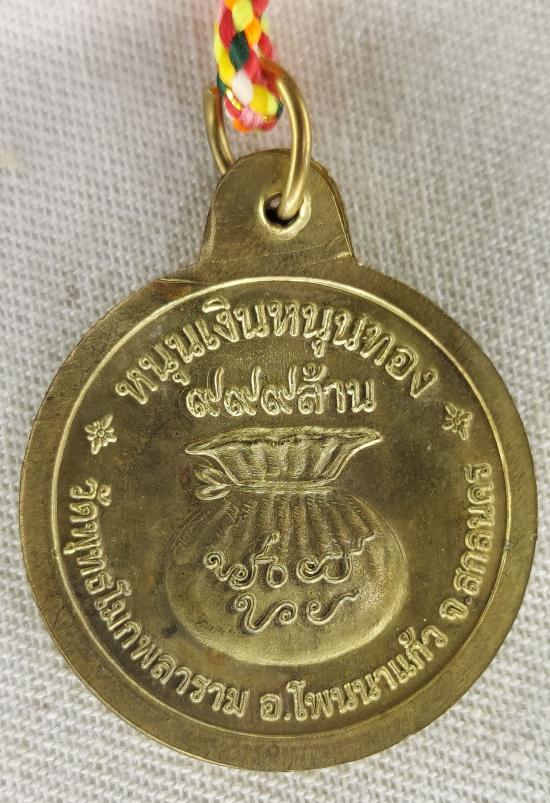 หนุนเงินหนุนทอง
๙๙๙ล้าน
วัดพุทธโมกพลาราม อ.โพนนาแก้ว จ.สกลนคร